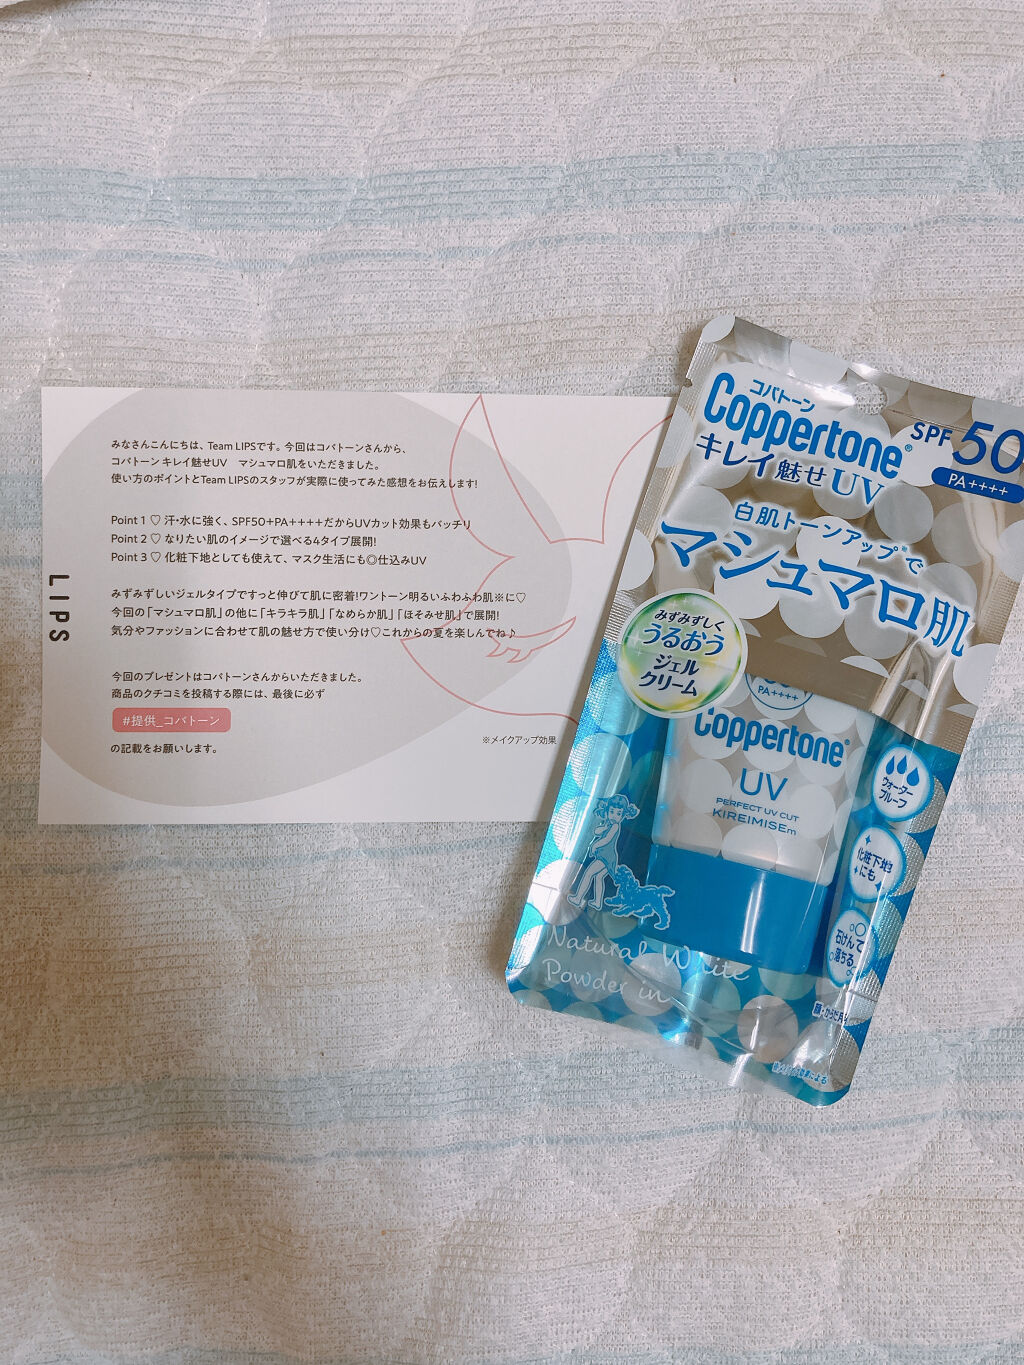 みなさんこんにちは、Team LIPSです。今回はコパトーンさんから、
コパトーン キレイ魅せUV　マシュマロ肌をいただきました。
使い方のポイントとTeam LIPSのスタッフが実際に使ってみた感想をお伝えします!
Point 1 ♡ 汗・水に強く、SPF50+PA++++だからUVカット効果もバッチリ
Point 2 ♡ なりたい肌のイメージで選べる4タイプ展開!
Point 3 ♡ 化粧下地としても使えて、マスク生活にも◎仕込みUV
みずみずしいジェルタイプですっと伸びて肌に密着!ワントーン明るいふわふわ肌※に♡
今回の「マシュマロ肌」の他に「キラキラ肌」「なめらか肌」「ほそみせ肌」で展開!
気分やファッションに合わせて肌の魅せ方で使い分け♡これからの夏を楽しんでね♪
今回のプレゼントはコパトーンさんからいただきました。
商品のクチコミを投稿する際には、最後に必ず
#提供_コパトーン
の記載をお願いします。
※メイクアップ効果
LIPS
コパトーン
Coppertone®
キレイ魅せUV
SPF 50
PA++++
白肌トーンアップ※で
マシュマロ肌
みずみずしく
うるおう
ジェル
クリーム
PA++++
Coppertone®
UV
PERFECT UV CUT
KIREIMISEm
ウォーター
プルーフ
化粧下地
にも
石けんで
落ちる
Natural White
Powder in
顔・からだ用